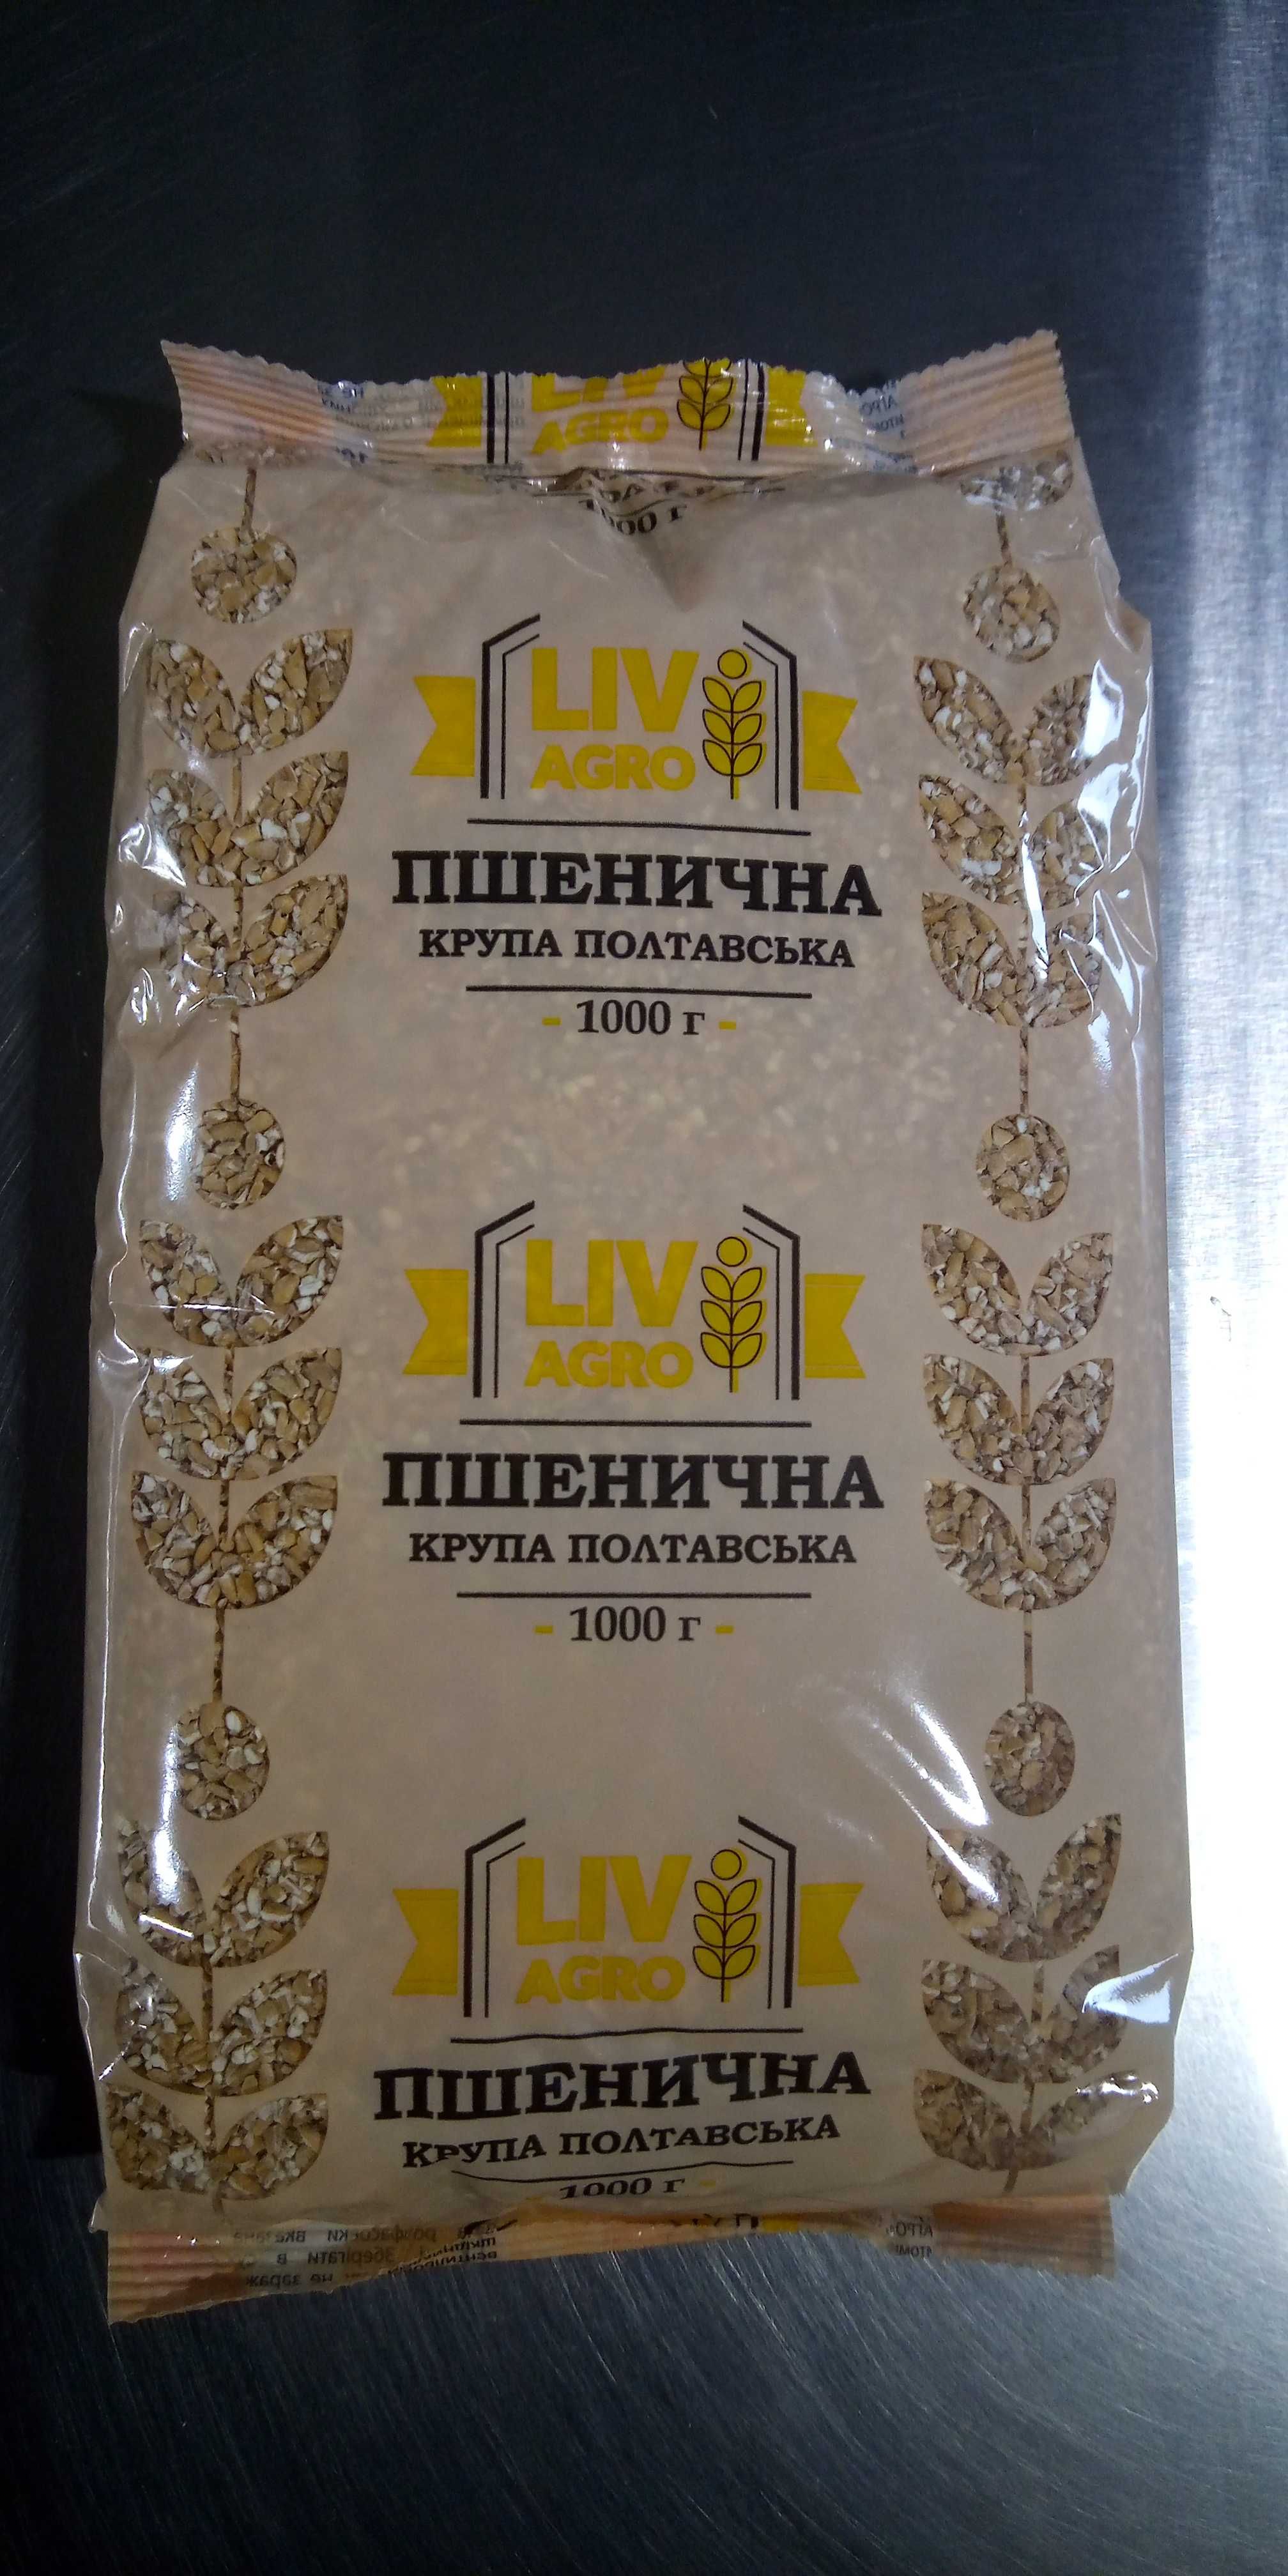 LIV
AGRO
1000 г
LIV
AGRO
ПШЕНИЧНА
КРУПА ПОЛТАВСЬКА
- 1000 г -
LIV
AGRO
ПШЕНИЧНА
КРУПА ПОЛТАВСЬКА
- 1000 г -
LIV
AGRO
ПШЕНИЧНА
КРУПА ПОЛТАВСЬКА
1000 г -